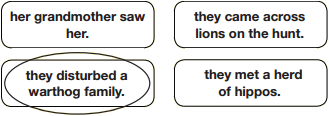 her grandmother saw
her.
they came across
lions on the hunt.
they disturbed a
warthog family.
they met a herd
of hippos.